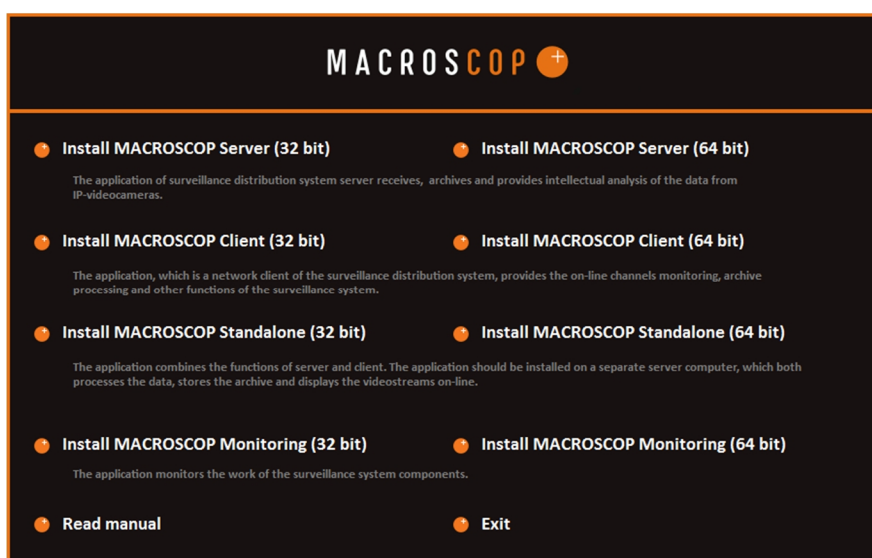 MACROSCOP
Install MACROSCOP Server (32 bit)
Install MACROSCOP Server (64 bit)
The application of surveillance distribution system server receives, archives and provides intellectual analysis of the data from
IP-videocameras.
Install MACROSCOP Client (32 bit)
Install MACROSCOP Client (64 bit)
The application, which is a network client of the surveillance distribution system, provides the on-line channels monitoring, archive
processing and other functions of the surveillance system.
Install MACROSCOP Standalone (32 bit)
Install MACROSCOP Standalone (64 bit)
The application combines the functions of server and client. The application should be installed on a separate server computer, which both
processes the data, stores the archive and displays the videostreams on-line.
Install MACROSCOP Monitoring (32 bit)
Install MACROSCOP Monitoring (64 bit)
The application monitors the work of the surveillance system components.
Read manual
Exit